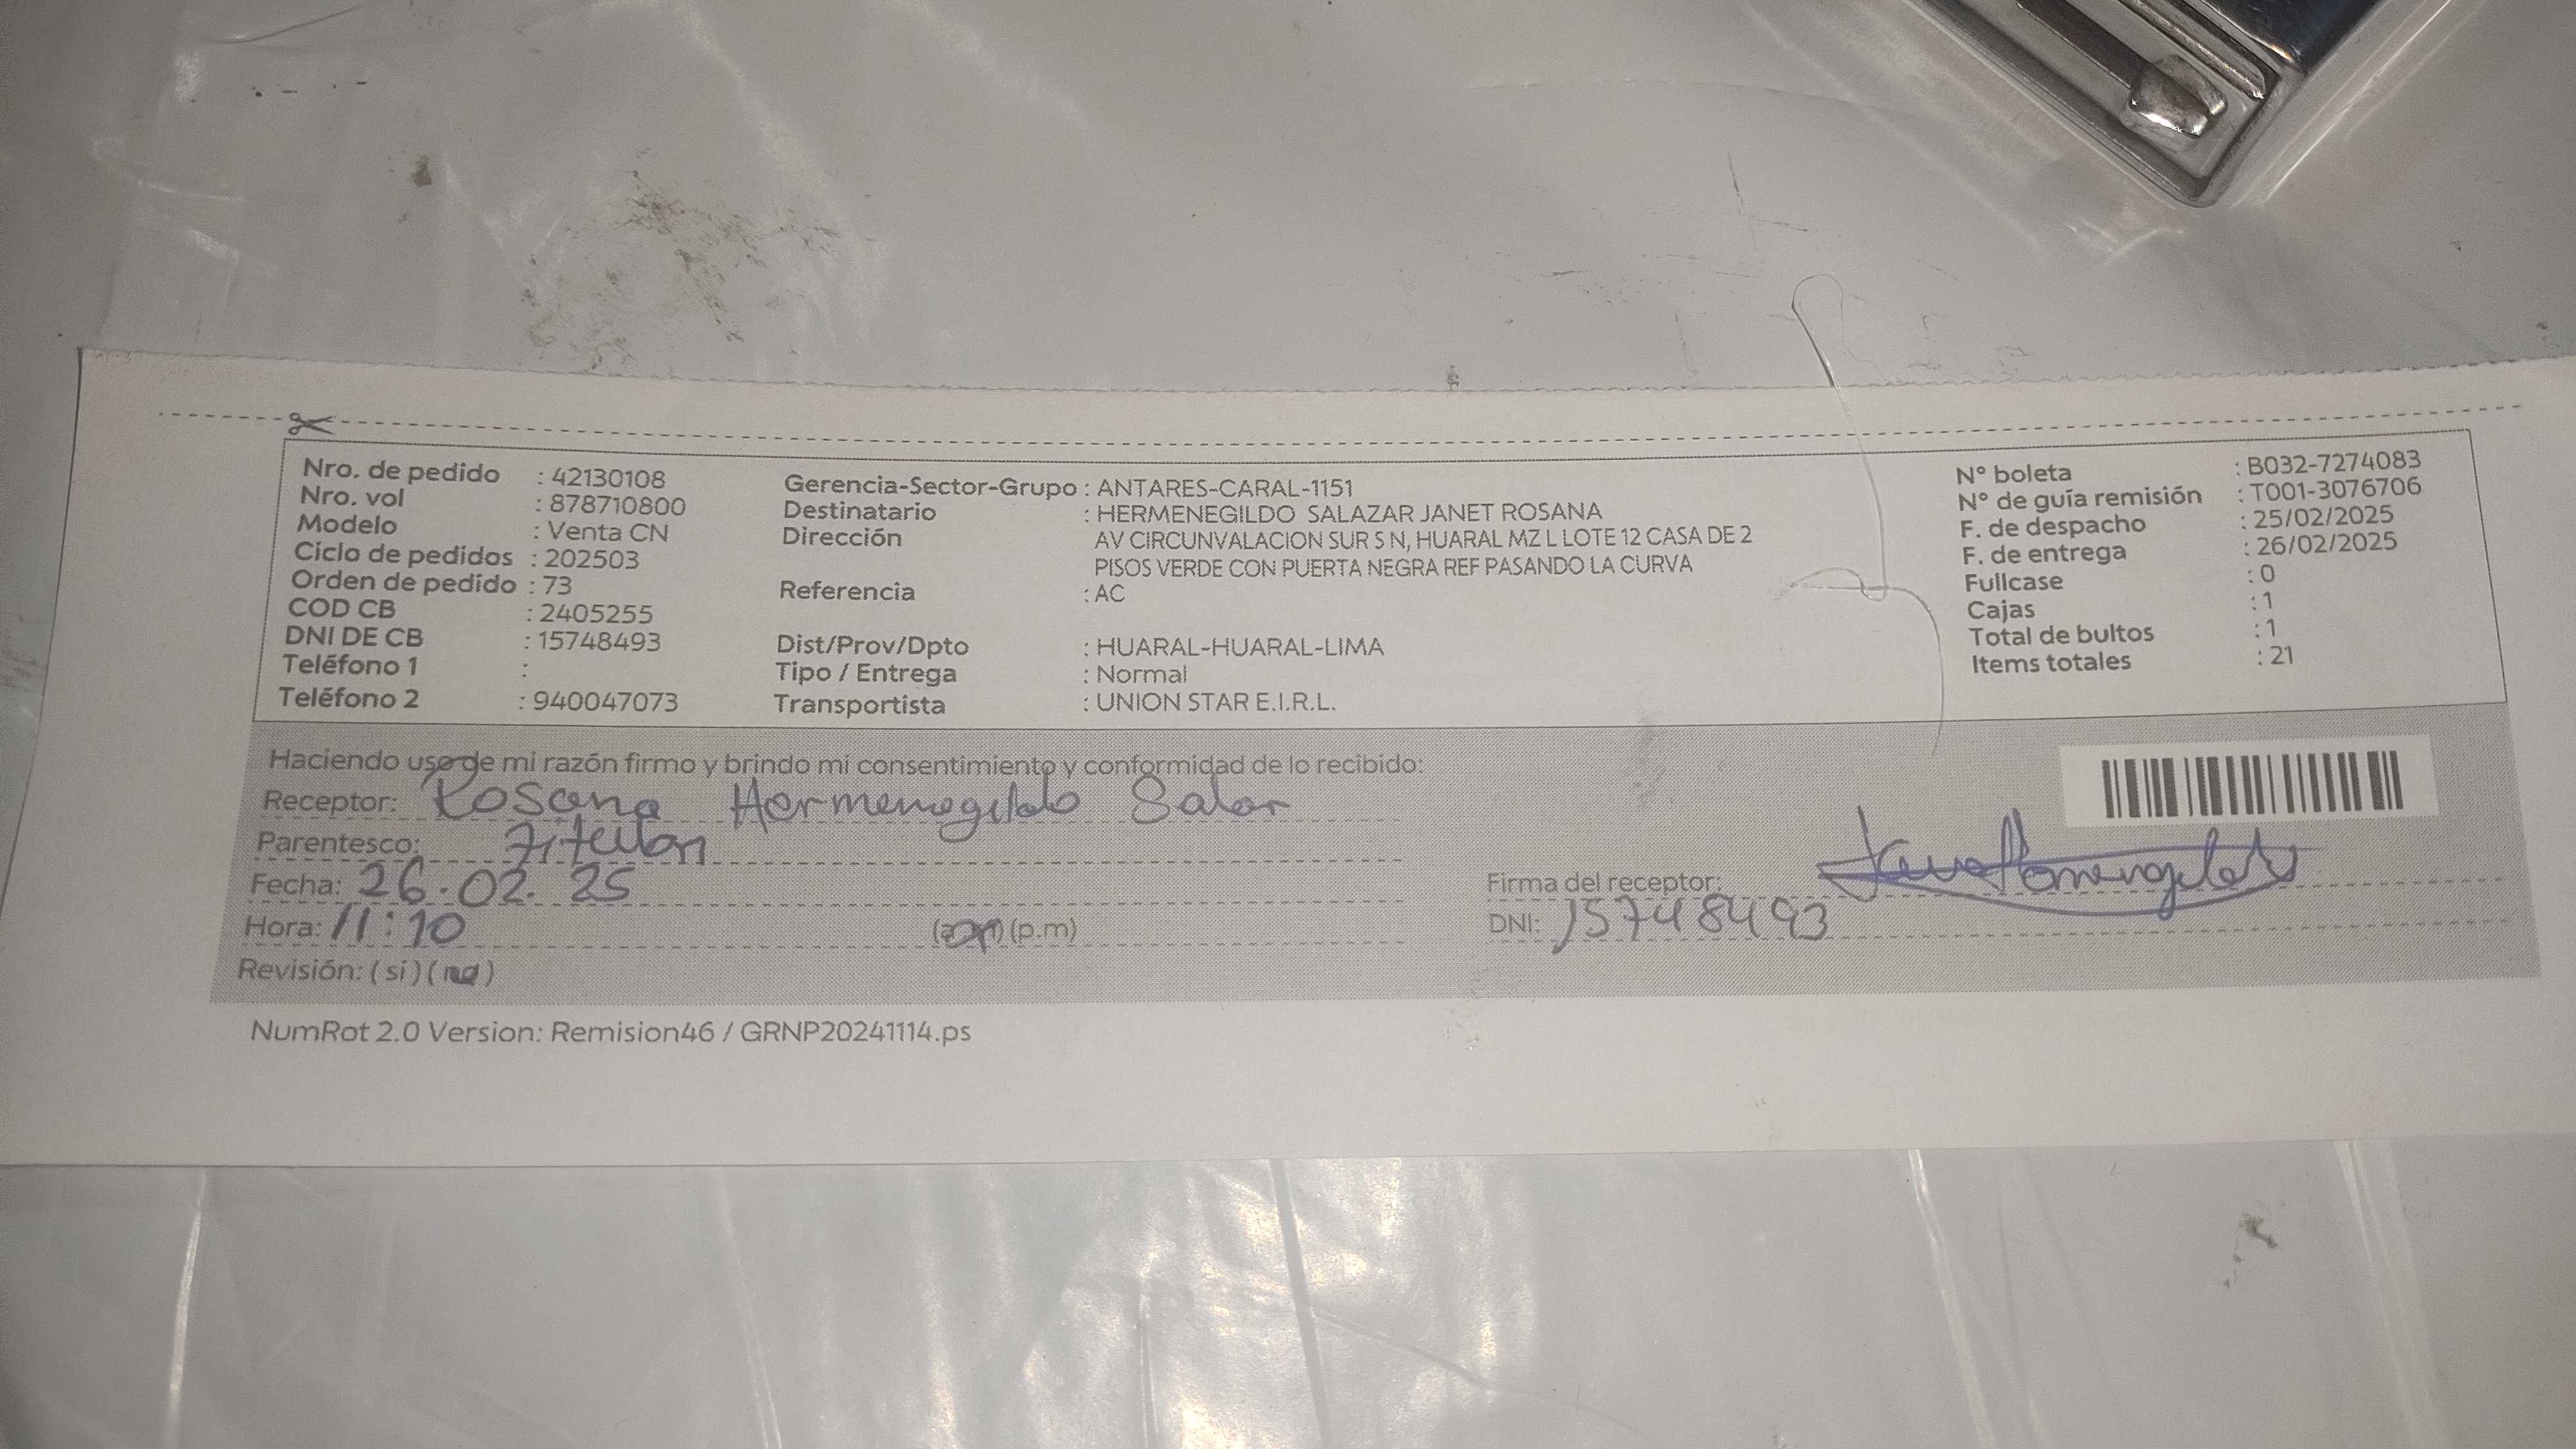 Nro. de pedido : 42130108
Nro. vol : 878710800
Modelo : Venta CN
Ciclo de pedidos : 202503
Orden de pedido : 73
COD CB : 2405255
DNI DE CB : 15748493
Teléfono 1 :
Teléfono 2 : 940047073
Gerencia-Sector-Grupo : ANTARES-CARAL-1151
Destinatario : HERMENEGILDO SALAZAR JANET ROSANA
Dirección AV CIRCUNVALACION SUR S N, HUARAL MZ L LOTE 12 CASA DE 2
PISOS VERDE CON PUERTA NEGRA REF PASANDO LA CURVA
Referencia : AC
Dist/Prov/Dpto : HUARAL-HUARAL-LIMA
Tipo / Entrega : Normal
Transportista : UNION STAR E.I.R.L.
N° boleta : B032-7274083
N° de guía remisión : T001-3076706
F. de despacho : 25/02/2025
F. de entrega : 26/02/2025
Fullcase : 0
Cajas : 1
Total de bultos : 1
Items totales : 21
Haciendo uso de mi razón firmo y brindo mi consentimiento y conformidad de lo recibido:
Receptor: Rosana Hermenegildo Salar
Parentesco:
Fecha: 26.02.25
Hora: 11:10 (p.m)
Revisión: (si) (no)
Firma del receptor:
DNI: 15748493
NumRot 2.0 Version: Remision46 / GRNP20241114.ps